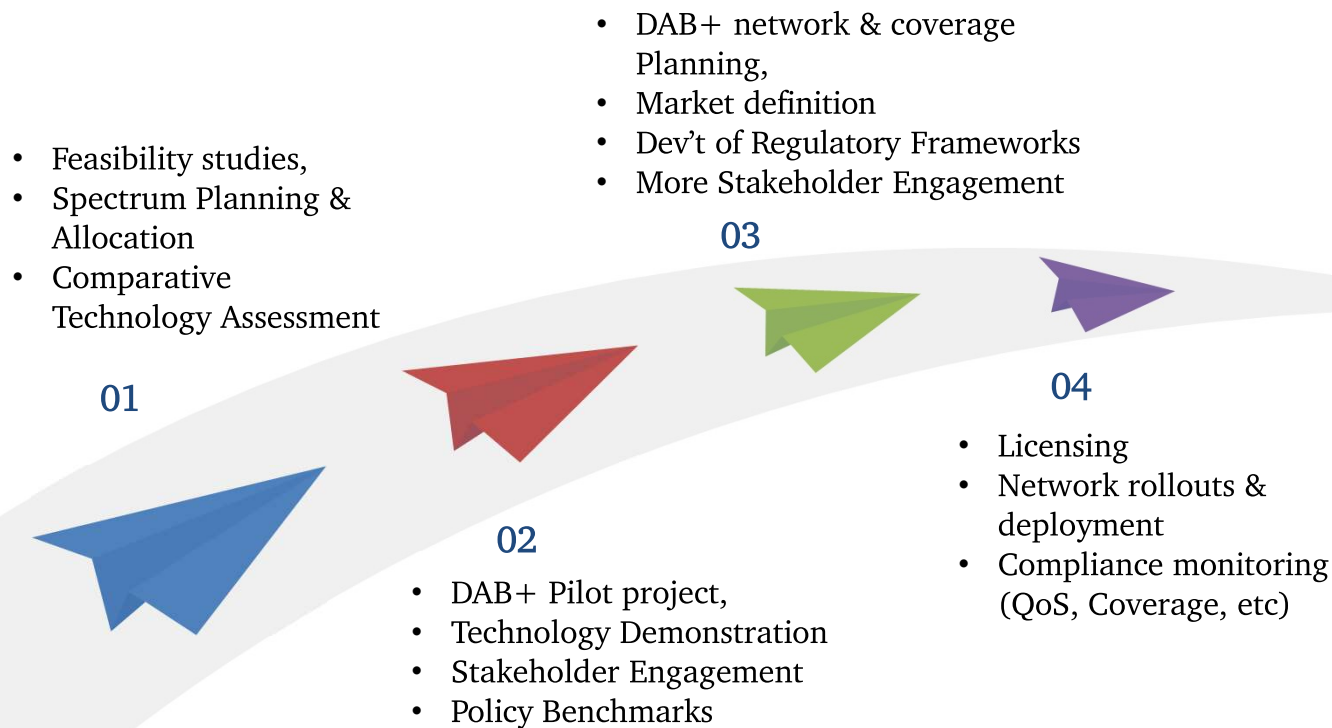 • Feasibility studies,
• Spectrum Planning &
Allocation
• Comparative
Technology Assessment
01
02
• DAB+ Pilot project,
• Technology Demonstration
• Stakeholder Engagement
• Policy Benchmarks
• DAB+ network & coverage
Planning,
• Market definition
• Dev’t of Regulatory Frameworks
• More Stakeholder Engagement
03
04
• Licensing
• Network rollouts &
deployment
• Compliance monitoring
(QoS, Coverage, etc)